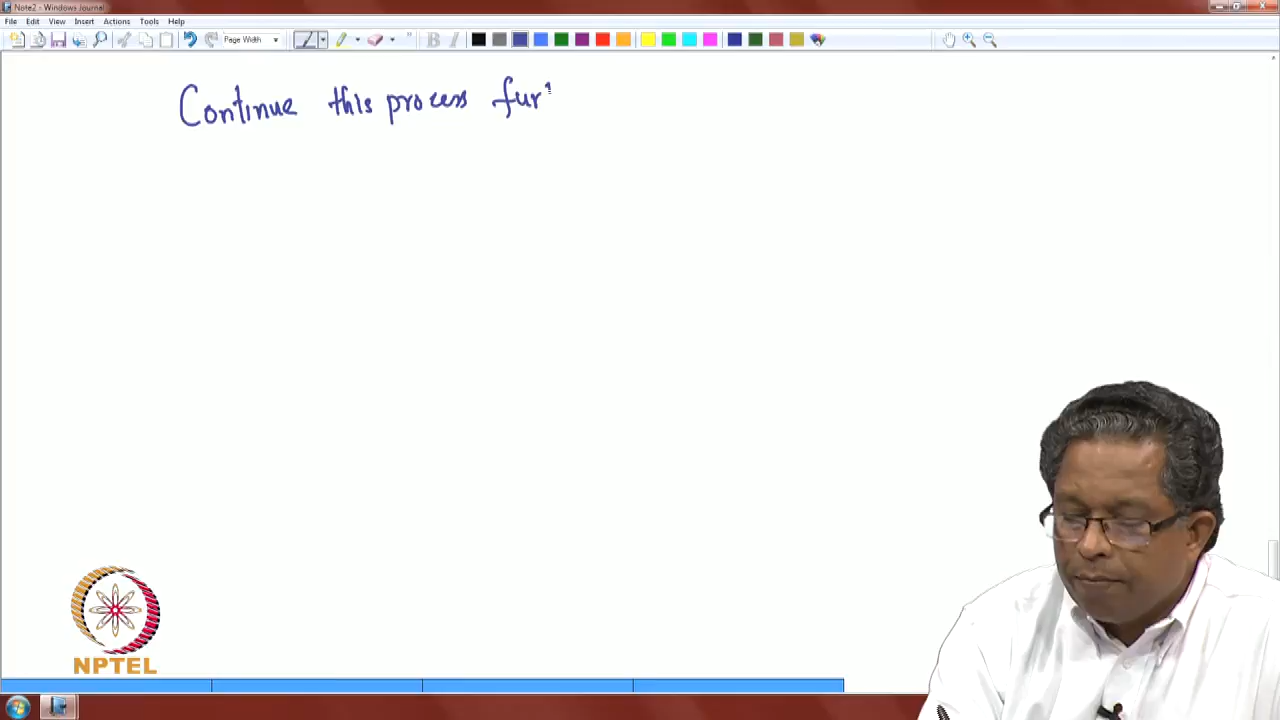 Note2 - Windows Journal
File Edit View Insert Actions Tools Help
Page Width
B I
Continue this process fur
NPTEL